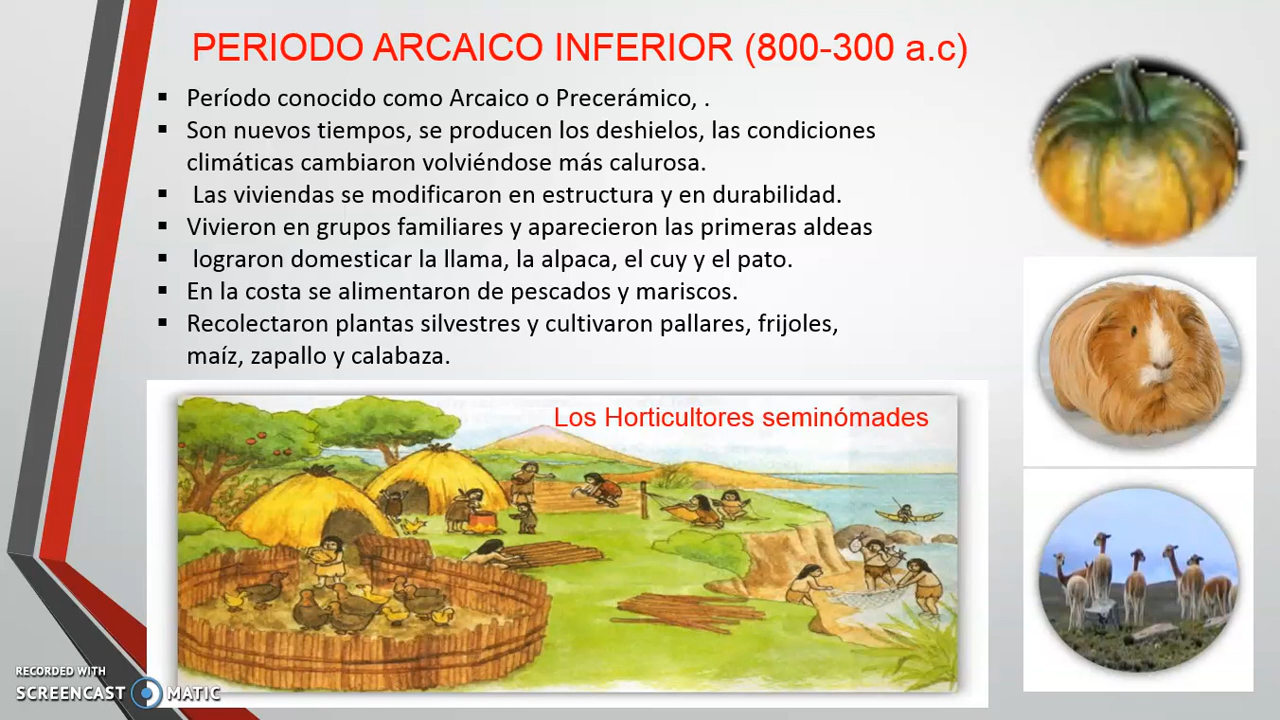 PERIODO ARCAICO INFERIOR (800-300 a.c)
▪ Período conocido como Arcaico o Precerámico, .
▪ Son nuevos tiempos, se producen los deshielos, las condiciones
climáticas cambiaron volviéndose más calurosa.
▪ Las viviendas se modificaron en estructura y en durabilidad.
▪ Vivieron en grupos familiares y aparecieron las primeras aldeas
▪ lograron domesticar la llama, la alpaca, el cuy y el pato.
▪ En la costa se alimentaron de pescados y mariscos.
▪ Recolectaron plantas silvestres y cultivaron pallares, frijoles,
maíz, zapallo y calabaza.
Los Horticultores seminómades
RECORDED WITH
SCREENCAST MATIC